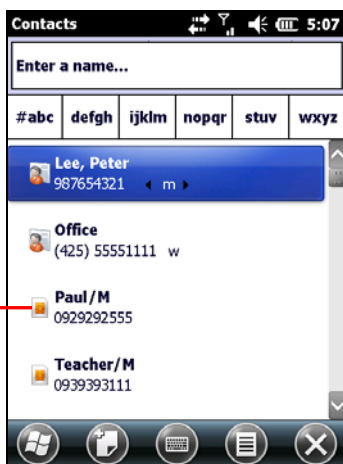 Contacts 5:07
Enter a name...
#abc defgh ijklm nopqr stuv wxyz
Lee, Peter
987654321 m
Office
(425) 55551111 w
Paul/M
0929292555
Teacher/M
0939393111